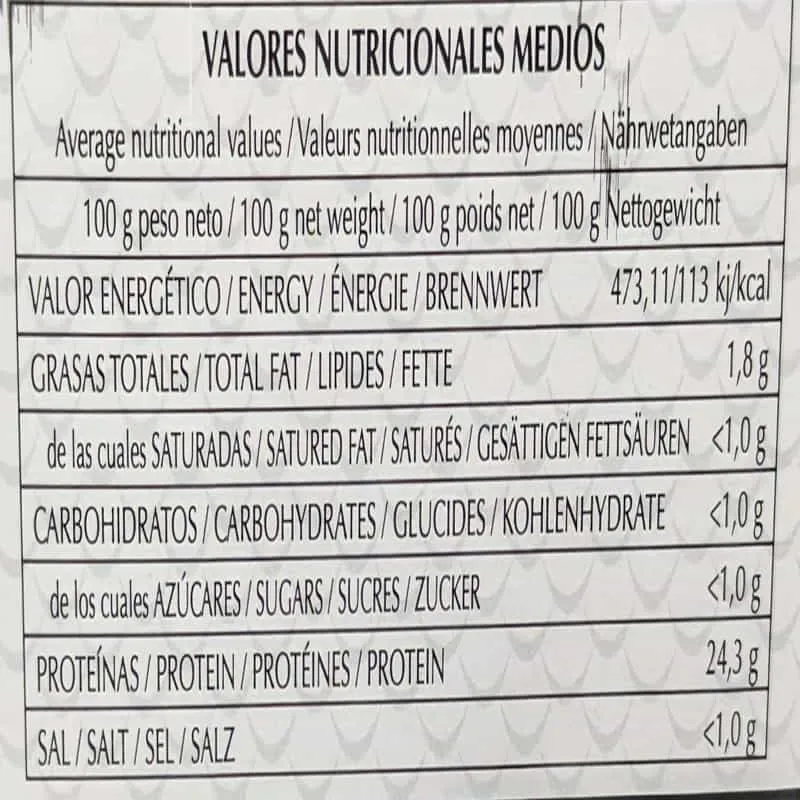 VALORES NUTRICIONALES MEDIOS
Average nutritional values / Valeurs nutritionnelles moyennes / Nährwetangaben
100 g peso neto / 100 g net weight / 100 g poids net / 100 g Nettogewicht
VALOR ENERGÉTICO / ENERGY / ÉNERGIE / BRENNWERT 473,11/113 kj/kcal
GRASAS TOTALES / TOTAL FAT / LIPIDES / FETTE 1,8 g
de las cuales SATURADAS / SATURED FAT / SATURÉS / GESÄTTIGEN FETTSÄUREN <1,0 g
CARBOHIDRATOS / CARBOHYDRATES / GLUCIDES / KOHLENHYDRATE <1,0 g
de los cuales AZÚCARES / SUGARS / SUCRES / ZUCKER <1,0 g
PROTEÍNAS / PROTEIN / PROTÉINES / PROTEIN 24,3 g
SAL / SALT / SEL / SALZ <1,0 g